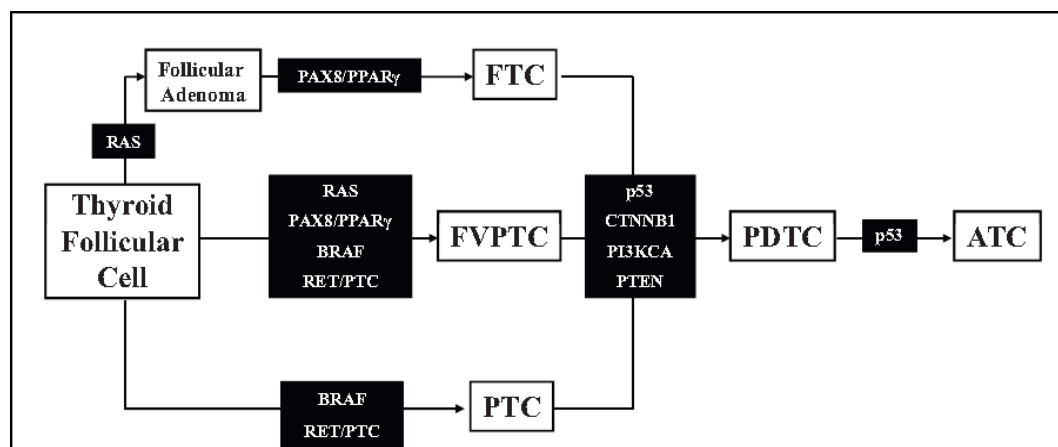 Follicular
Adenoma
PAX8/PPARγ
FTC
RAS
Thyroid
Follicular
Cell
RAS
PAX8/PPARγ
BRAF
RET/PTC
FVPTC
p53
CTNNB1
PI3KCA
PTEN
PDTC
p53
ATC
BRAF
RET/PTC
PTC